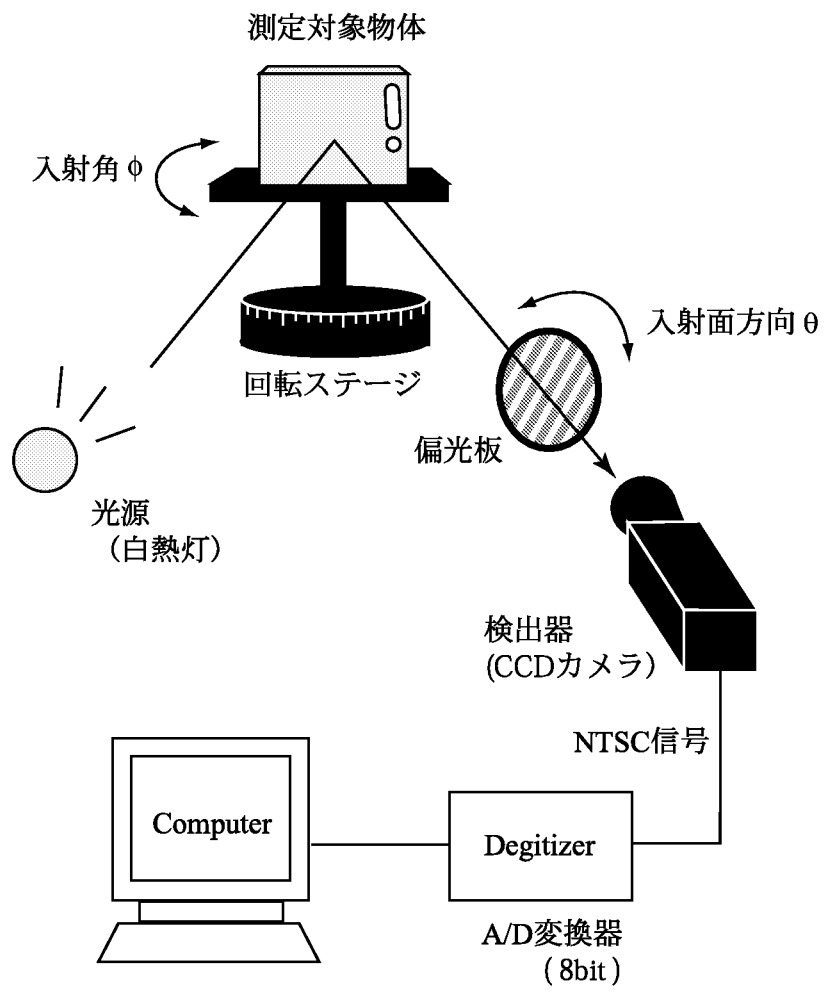 測定対象物体
入射角φ
入射面方向θ
回転ステージ
偏光板
光源
(白熱灯)
検出器
(CCDカメラ)
NTSC信号
Computer
Degitizer
A/D変換器
(8bit)